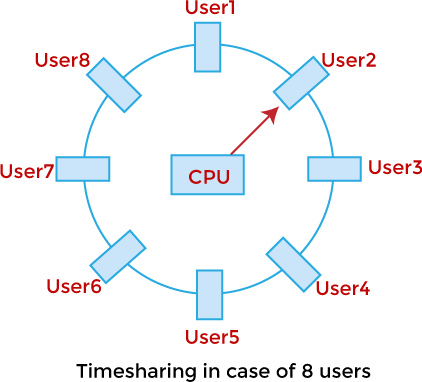 User1
User2
User3
User4
User5
User6
User7
User8
CPU
Timesharing in case of 8 users